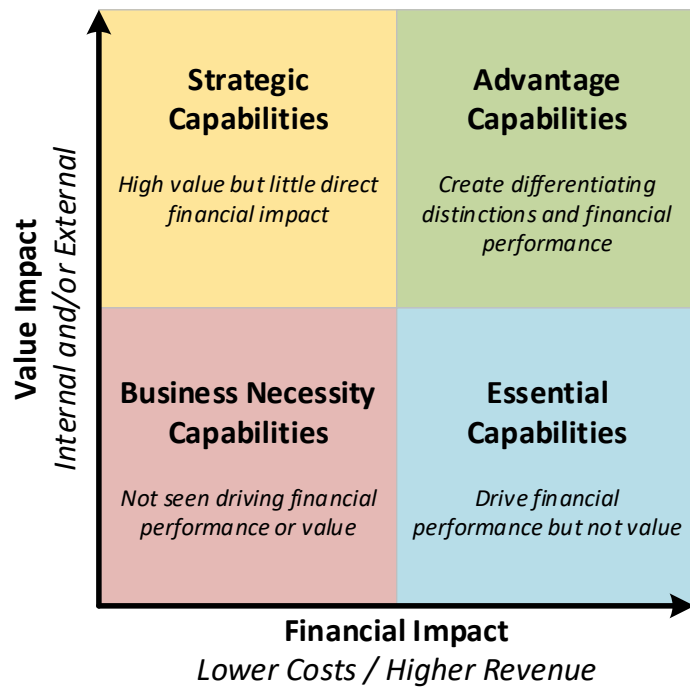 Strategic
Capabilities
High value but little direct
financial impact
Advantage
Capabilities
Create differentiating
distinctions and financial
performance
Value Impact
Internal and/or External
Business Necessity
Capabilities
Not seen driving financial
performance or value
Essential
Capabilities
Drive financial
performance but not value
Financial Impact
Lower Costs / Higher Revenue